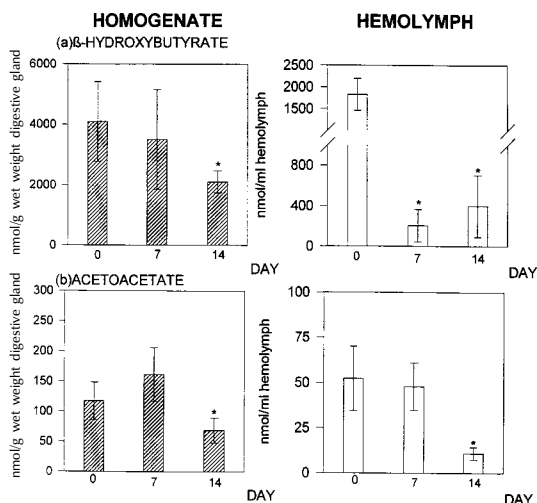 HOMOGENATE
HEMOLYMPH
(a)ß-HYDROXYBUTYRATE
nmol/g wet weight digestive gland
6000
4000
2000
0
*
0 7 14
DAY
nmol/ml hemolymph
2500
2000
1500
800
400
0
* *
0 7 14
DAY
(b)ACETOACETATE
nmol/g wet weight digestive gland
300
250
200
150
100
50
0
*
0 7 14
DAY
nmol/ml hemolymph
100
75
50
25
0
*
0 7 14
DAY